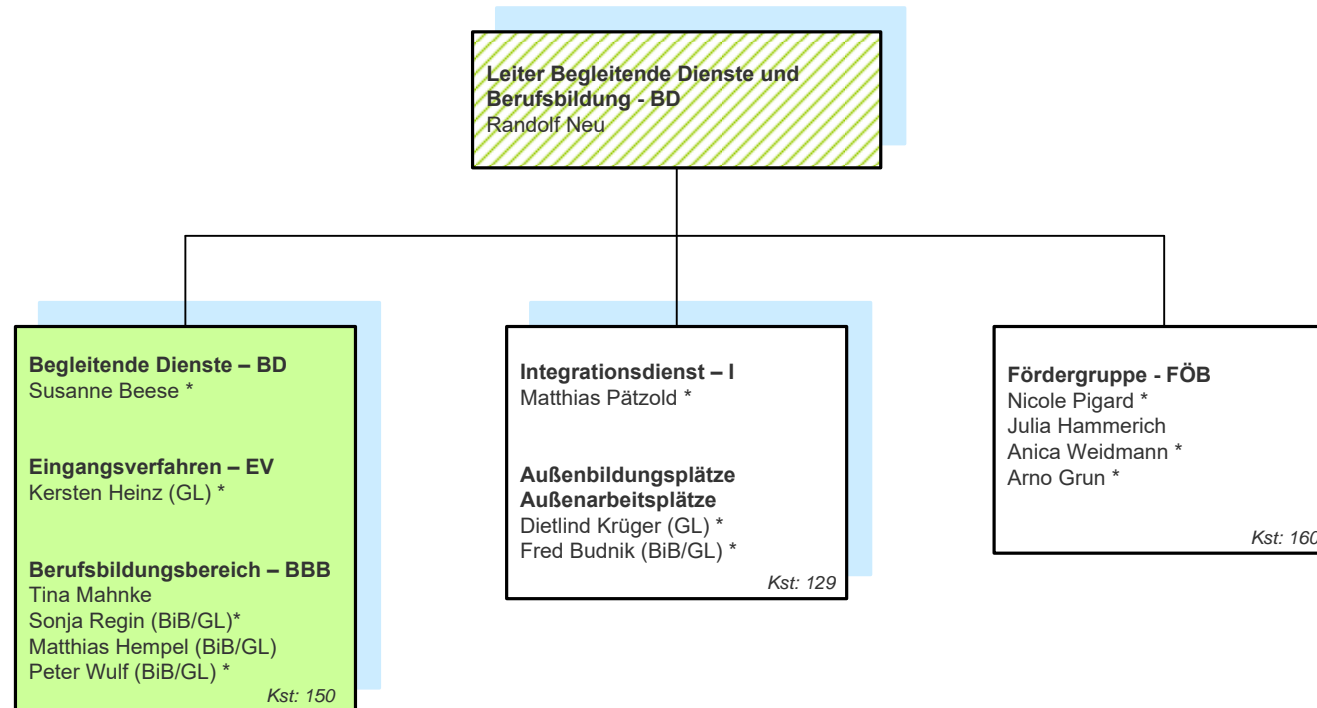 Leiter Begleitende Dienste und
Berufsbildung - BD
Randolf Neu
Begleitende Dienste – BD
Susanne Beese *
Eingangsverfahren – EV
Kersten Heinz (GL) *
Berufsbildungsbereich – BBB
Tina Mahnke
Sonja Regin (BiB/GL)*
Matthias Hempel (BiB/GL)
Peter Wulf (BiB/GL) *
Kst: 150
Integrationsdienst – I
Matthias Pätzold *
Außenbildungsplätze
Außenarbeitsplätze
Dietlind Krüger (GL) *
Fred Budnik (BiB/GL) *
Kst: 129
Fördergruppe - FÖB
Nicole Pigard *
Julia Hammerich
Anica Weidmann *
Arno Grun *
Kst: 160